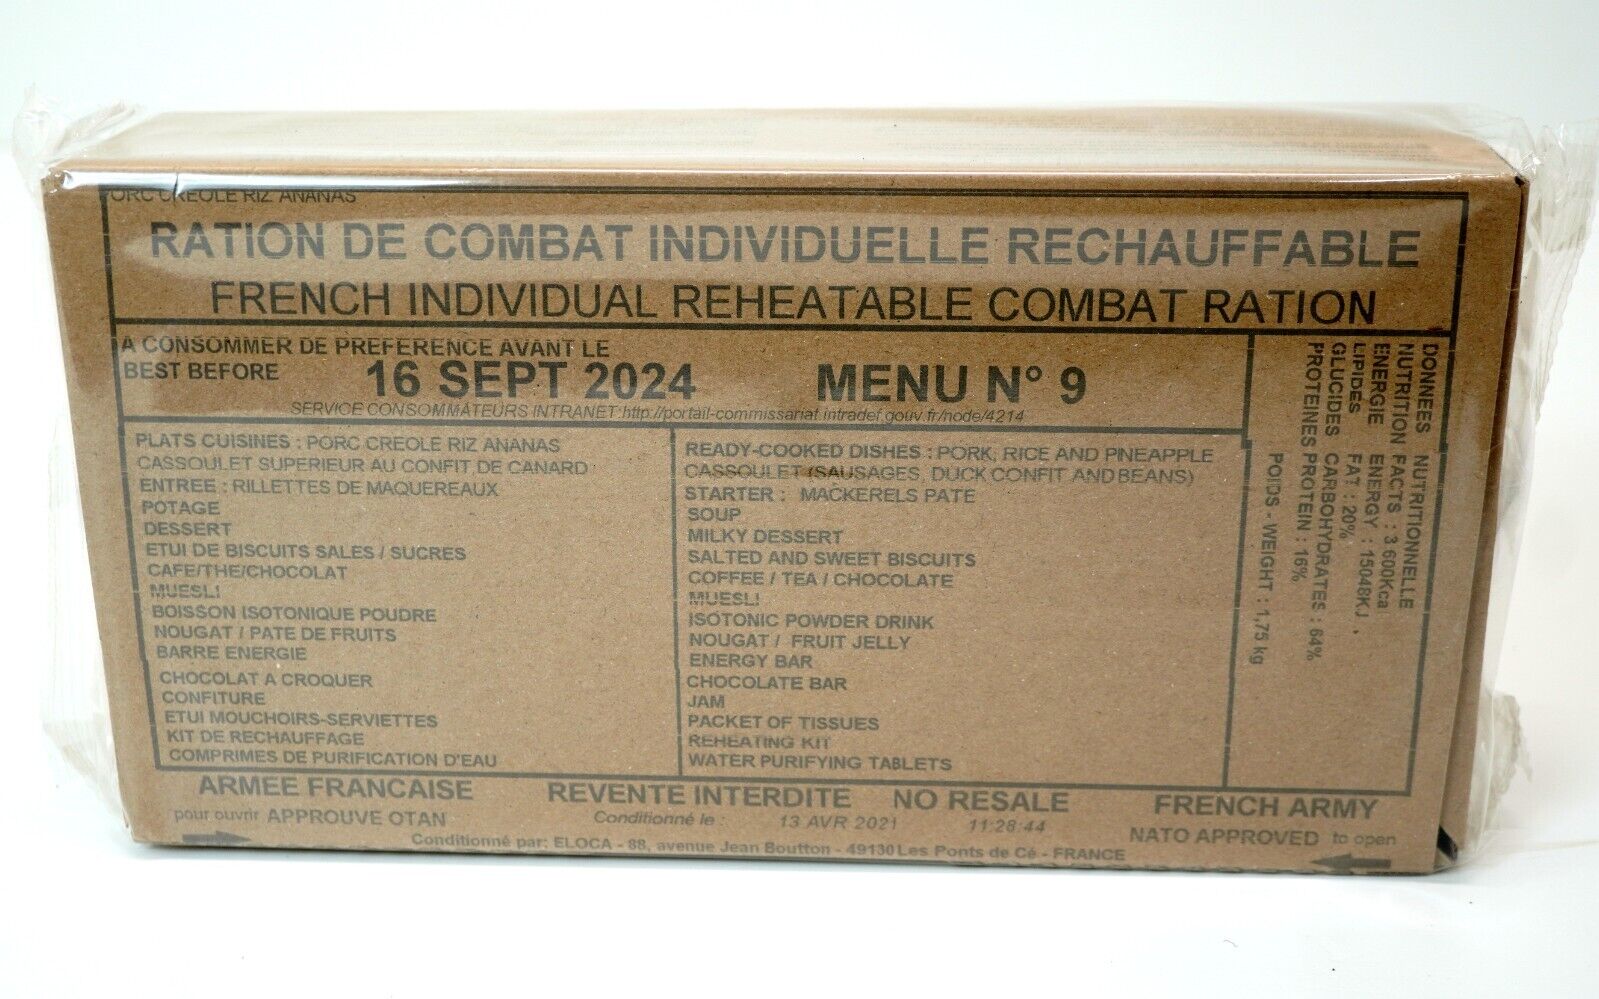 ORC CREOLE RIZ ANANAS
RATION DE COMBAT INDIVIDUELLE RECHAUFFABLE
FRENCH INDIVIDUAL REHEATABLE COMBAT RATION
A CONSOMMER DE PREFERENCE AVANT LE
BEST BEFORE 16 SEPT 2024 MENU N° 9
SERVICE CONSOMMATEURS INTRANET:http://portail-commissariat.intradef.gouv.fr/node/4214
PLATS CUISINES : PORC CREOLE RIZ ANANAS
CASSOULET SUPERIEUR AU CONFIT DE CANARD
ENTREE : RILLETTES DE MAQUEREAUX
POTAGE
DESSERT
ETUI DE BISCUITS SALES / SUCRES
CAFE/THE/CHOCOLAT
MUESLI
BOISSON ISOTONIQUE POUDRE
NOUGAT / PATE DE FRUITS
BARRE ENERGIE
CHOCOLAT A CROQUER
CONFITURE
ETUI MOUCHOIRS-SERVIETTES
KIT DE RECHAUFFAGE
COMPRIMES DE PURIFICATION D'EAU
READY-COOKED DISHES : PORK, RICE AND PINEAPPLE
CASSOULET (SAUSAGES, DUCK CONFIT AND BEANS)
STARTER : MACKERELS PATE
SOUP
MILKY DESSERT
SALTED AND SWEET BISCUITS
COFFEE / TEA / CHOCOLATE
MUESLI
ISOTONIC POWDER DRINK
NOUGAT / FRUIT JELLY
ENERGY BAR
CHOCOLATE BAR
JAM
PACKET OF TISSUES
REHEATING KIT
WATER PURIFYING TABLETS
DONNEES NUTRITIONNELLE
NUTRITION FACTS : 3 600Kca
ENERGIE ENERGY : 15048KJ ,
LIPIDES FAT : 20%
GLUCIDES CARBOHYDRATES : 64%
PROTEINES PROTEIN : 16%
POIDS - WEIGHT : 1,75 kg
ARMEE FRANCAISE REVENTE INTERDITE NO RESALE FRENCH ARMY
pour ouvrir APPROUVE OTAN Conditionné le : 13 AVR 2021 11:28:44 NATO APPROVED to open
Conditionné par: ELOCA - 88, avenue Jean Boutton - 49130 Les Ponts de Cé - FRANCE